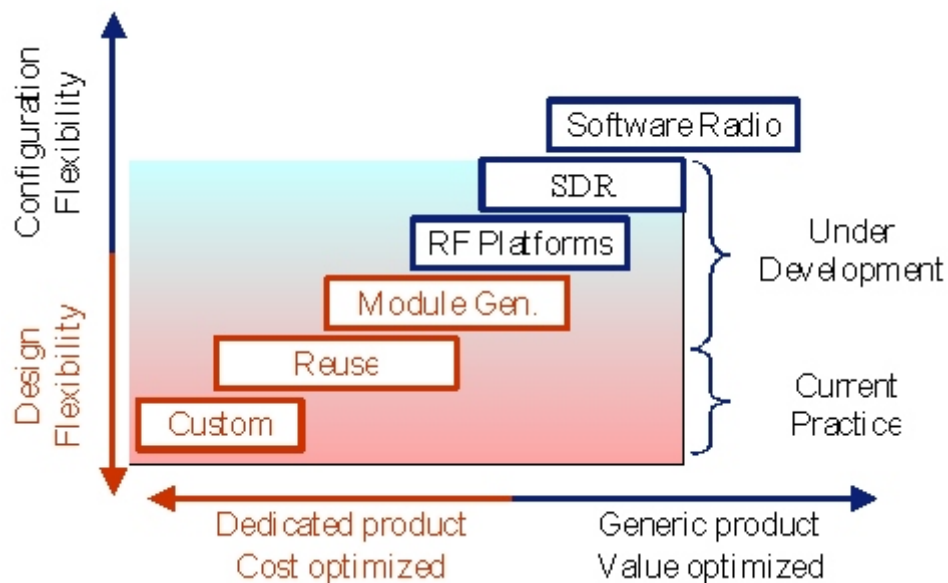 Configuration
Flexibility
Design
Flexibility
Software Radio
SDR
RF Platforms
Module Gen.
Reuse
Custom
Under
Development
Current
Practice
Dedicated product
Cost optimized
Generic product
Value optimized